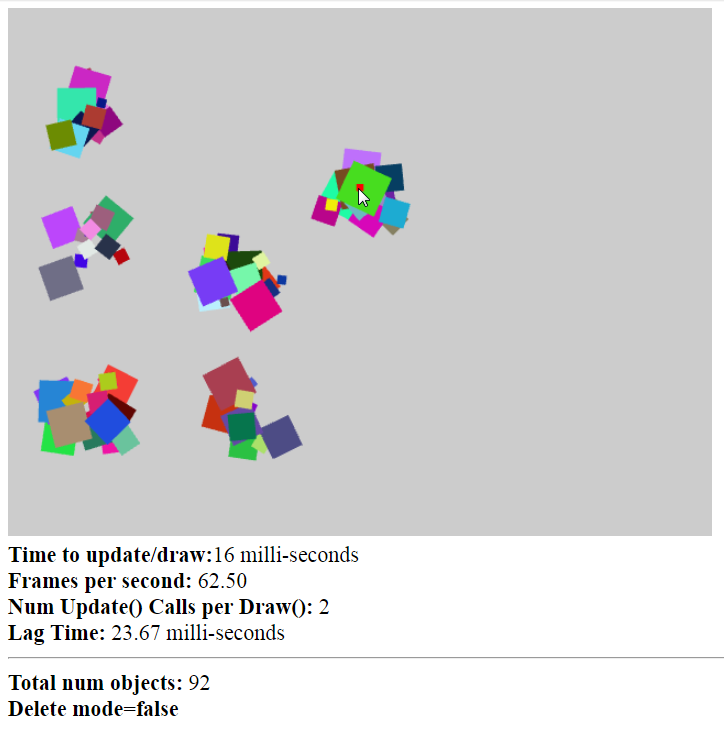 Time to update/draw:16 milli-seconds
Frames per second: 62.50
Num Update() Calls per Draw(): 2
Lag Time: 23.67 milli-seconds
Total num objects: 92
Delete mode=false